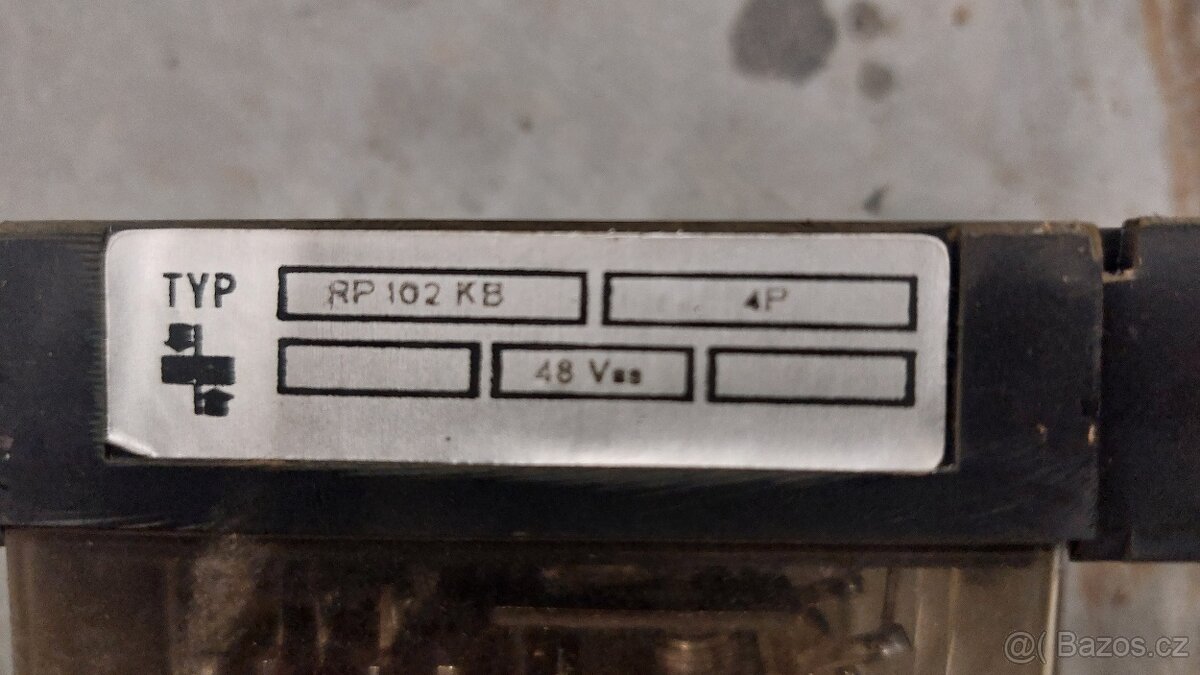 TYP RP 102 KB 4P
48 Vss
@( Bazos.cz